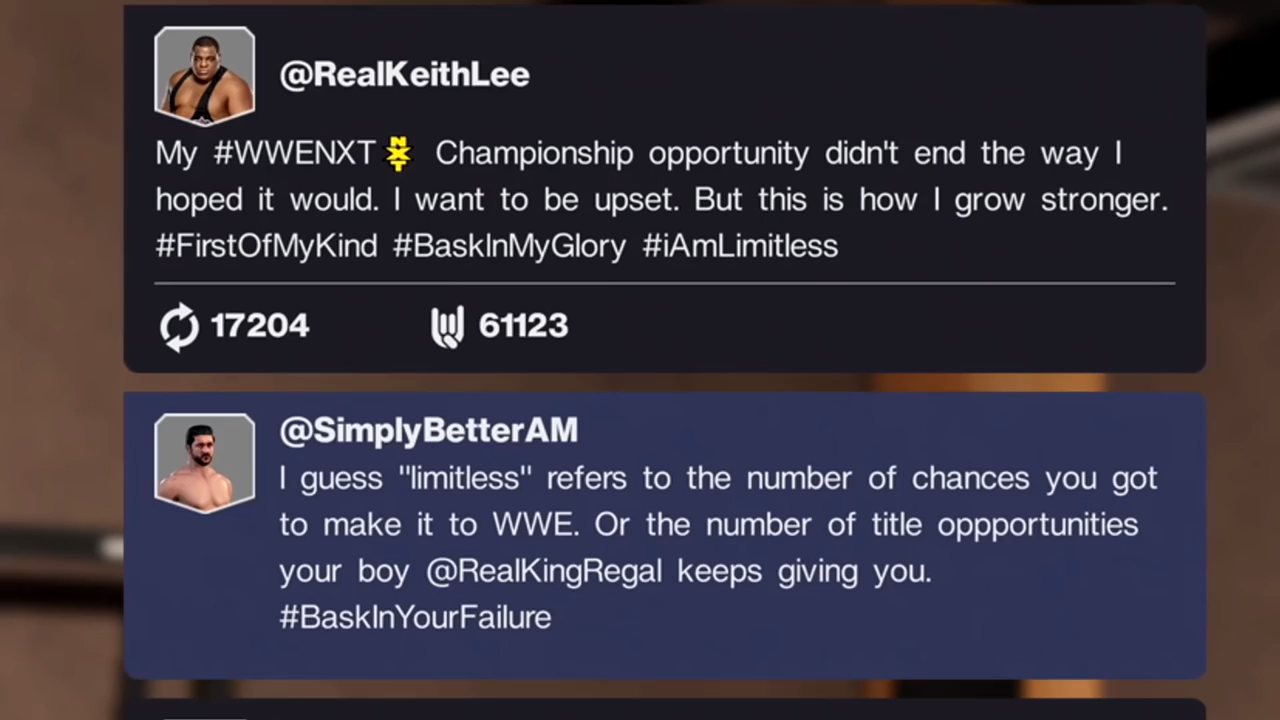 @RealKeithLee
My #WWENXT NXT Championship opportunity didn't end the way I
hoped it would. I want to be upset. But this is how I grow stronger.
#FirstOfMyKind #BaskInMyGlory #iAmLimitless
17204 61123
@SimplyBetterAM
I guess "limitless" refers to the number of chances you got
to make it to WWE. Or the number of title oppportunities
your boy @RealKingRegal keeps giving you.
#BaskInYourFailure